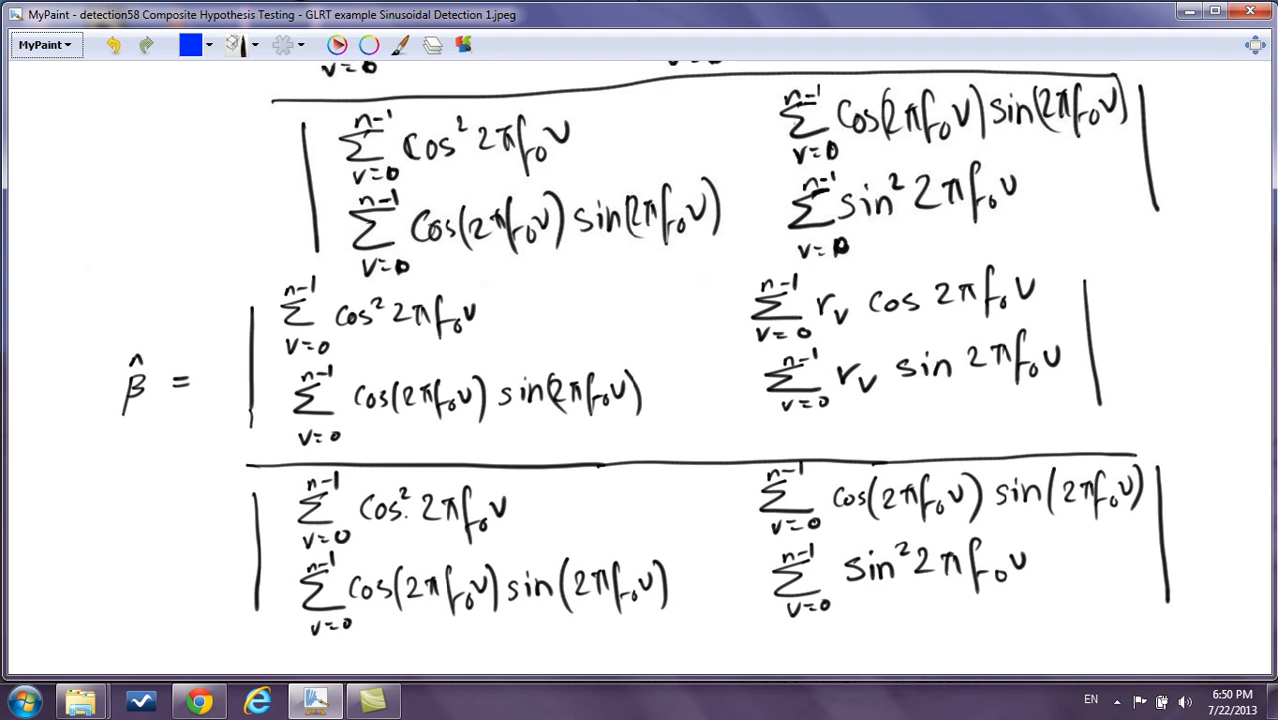 MyPaint - detection58 Composite Hypothesis Testing - GLRT example Sinusoidal Detection 1.jpeg
MyPaint
v=0
n-1 ∑ v=0 cos² 2πf₀v n-1 ∑ v=0 cos(2πf₀v) sin(2πf₀v)
n-1 ∑ v=0 cos(2πf₀v) sin(2πf₀v) n-1 ∑ v=0 sin² 2πf₀v
n-1 ∑ v=0 cos² 2πf₀v n-1 ∑ v=0 rᵥ cos 2πf₀v
β̂ =
n-1 ∑ v=0 cos(2πf₀v) sin(2πf₀v) n-1 ∑ v=0 rᵥ sin 2πf₀v
n-1 ∑ v=0 cos² 2πf₀v n-1 ∑ v=0 cos(2πf₀v) sin(2πf₀v)
n-1 ∑ v=0 cos(2πf₀v) sin(2πf₀v) n-1 ∑ v=0 sin² 2πf₀v
EN
6:50 PM
7/22/2013